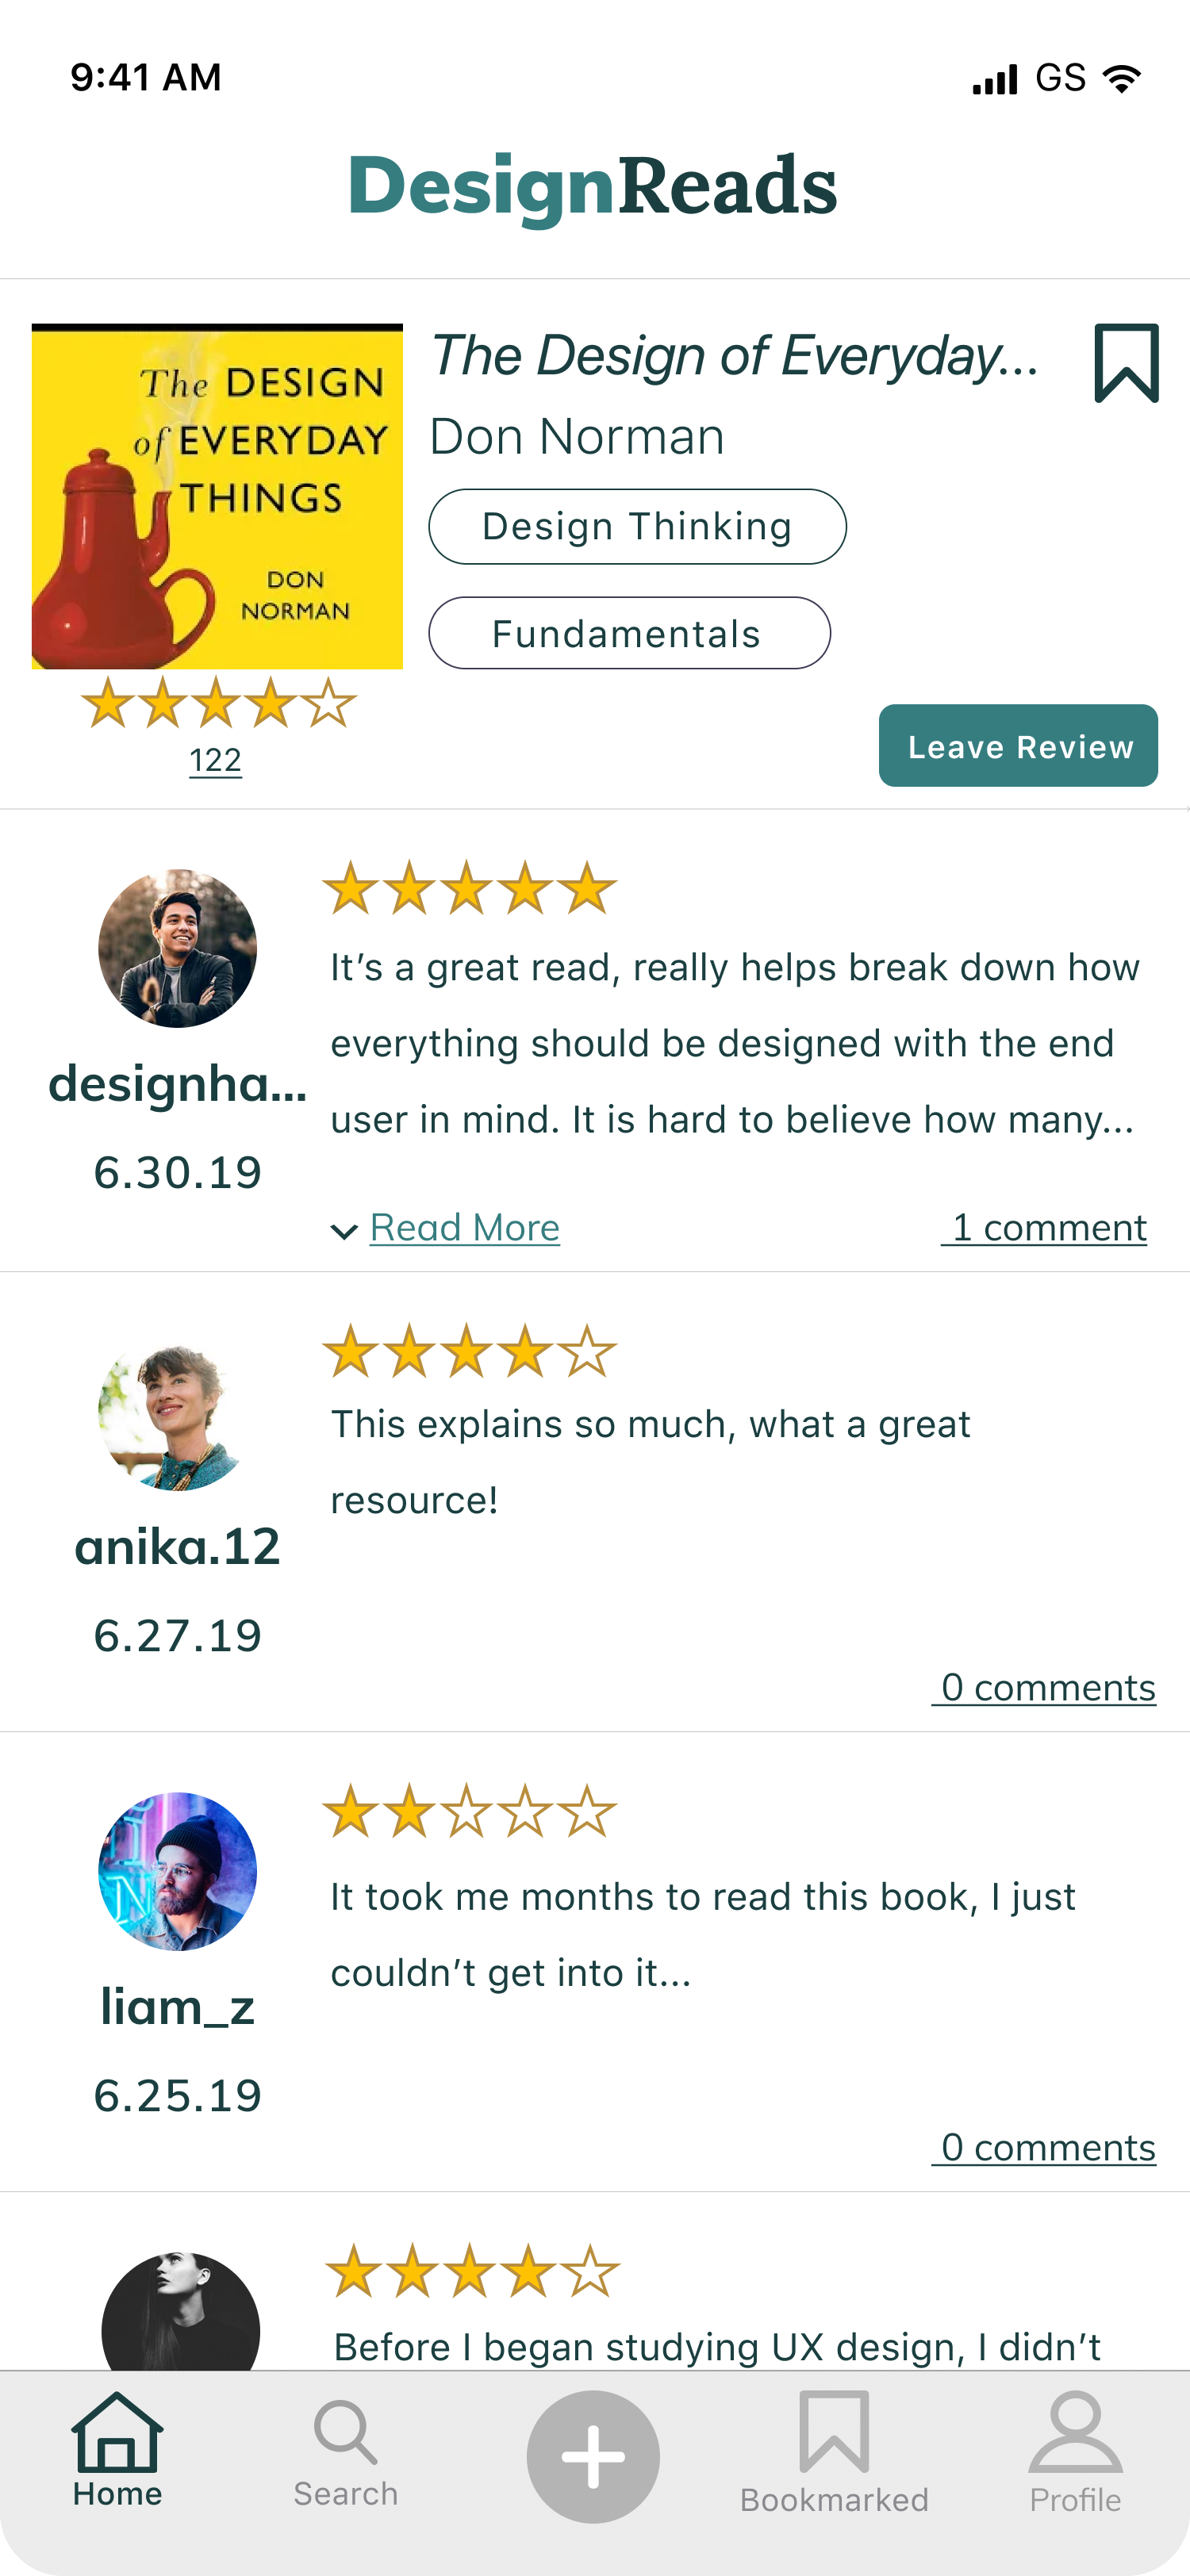 9:41 AM
GS
DesignReads
The DESIGN
of EVERYDAY
THINGS
DON
NORMAN
122
The Design of Everyday...
Don Norman
Design Thinking
Fundamentals
Leave Review
designha...
6.30.19
It’s a great read, really helps break down how
everything should be designed with the end
user in mind. It is hard to believe how many...
Read More
1 comment
anika.12
6.27.19
This explains so much, what a great
resource!
0 comments
liam_z
6.25.19
It took me months to read this book, I just
couldn’t get into it...
0 comments
Before I began studying UX design, I didn’t
Home
Search
Bookmarked
Profile